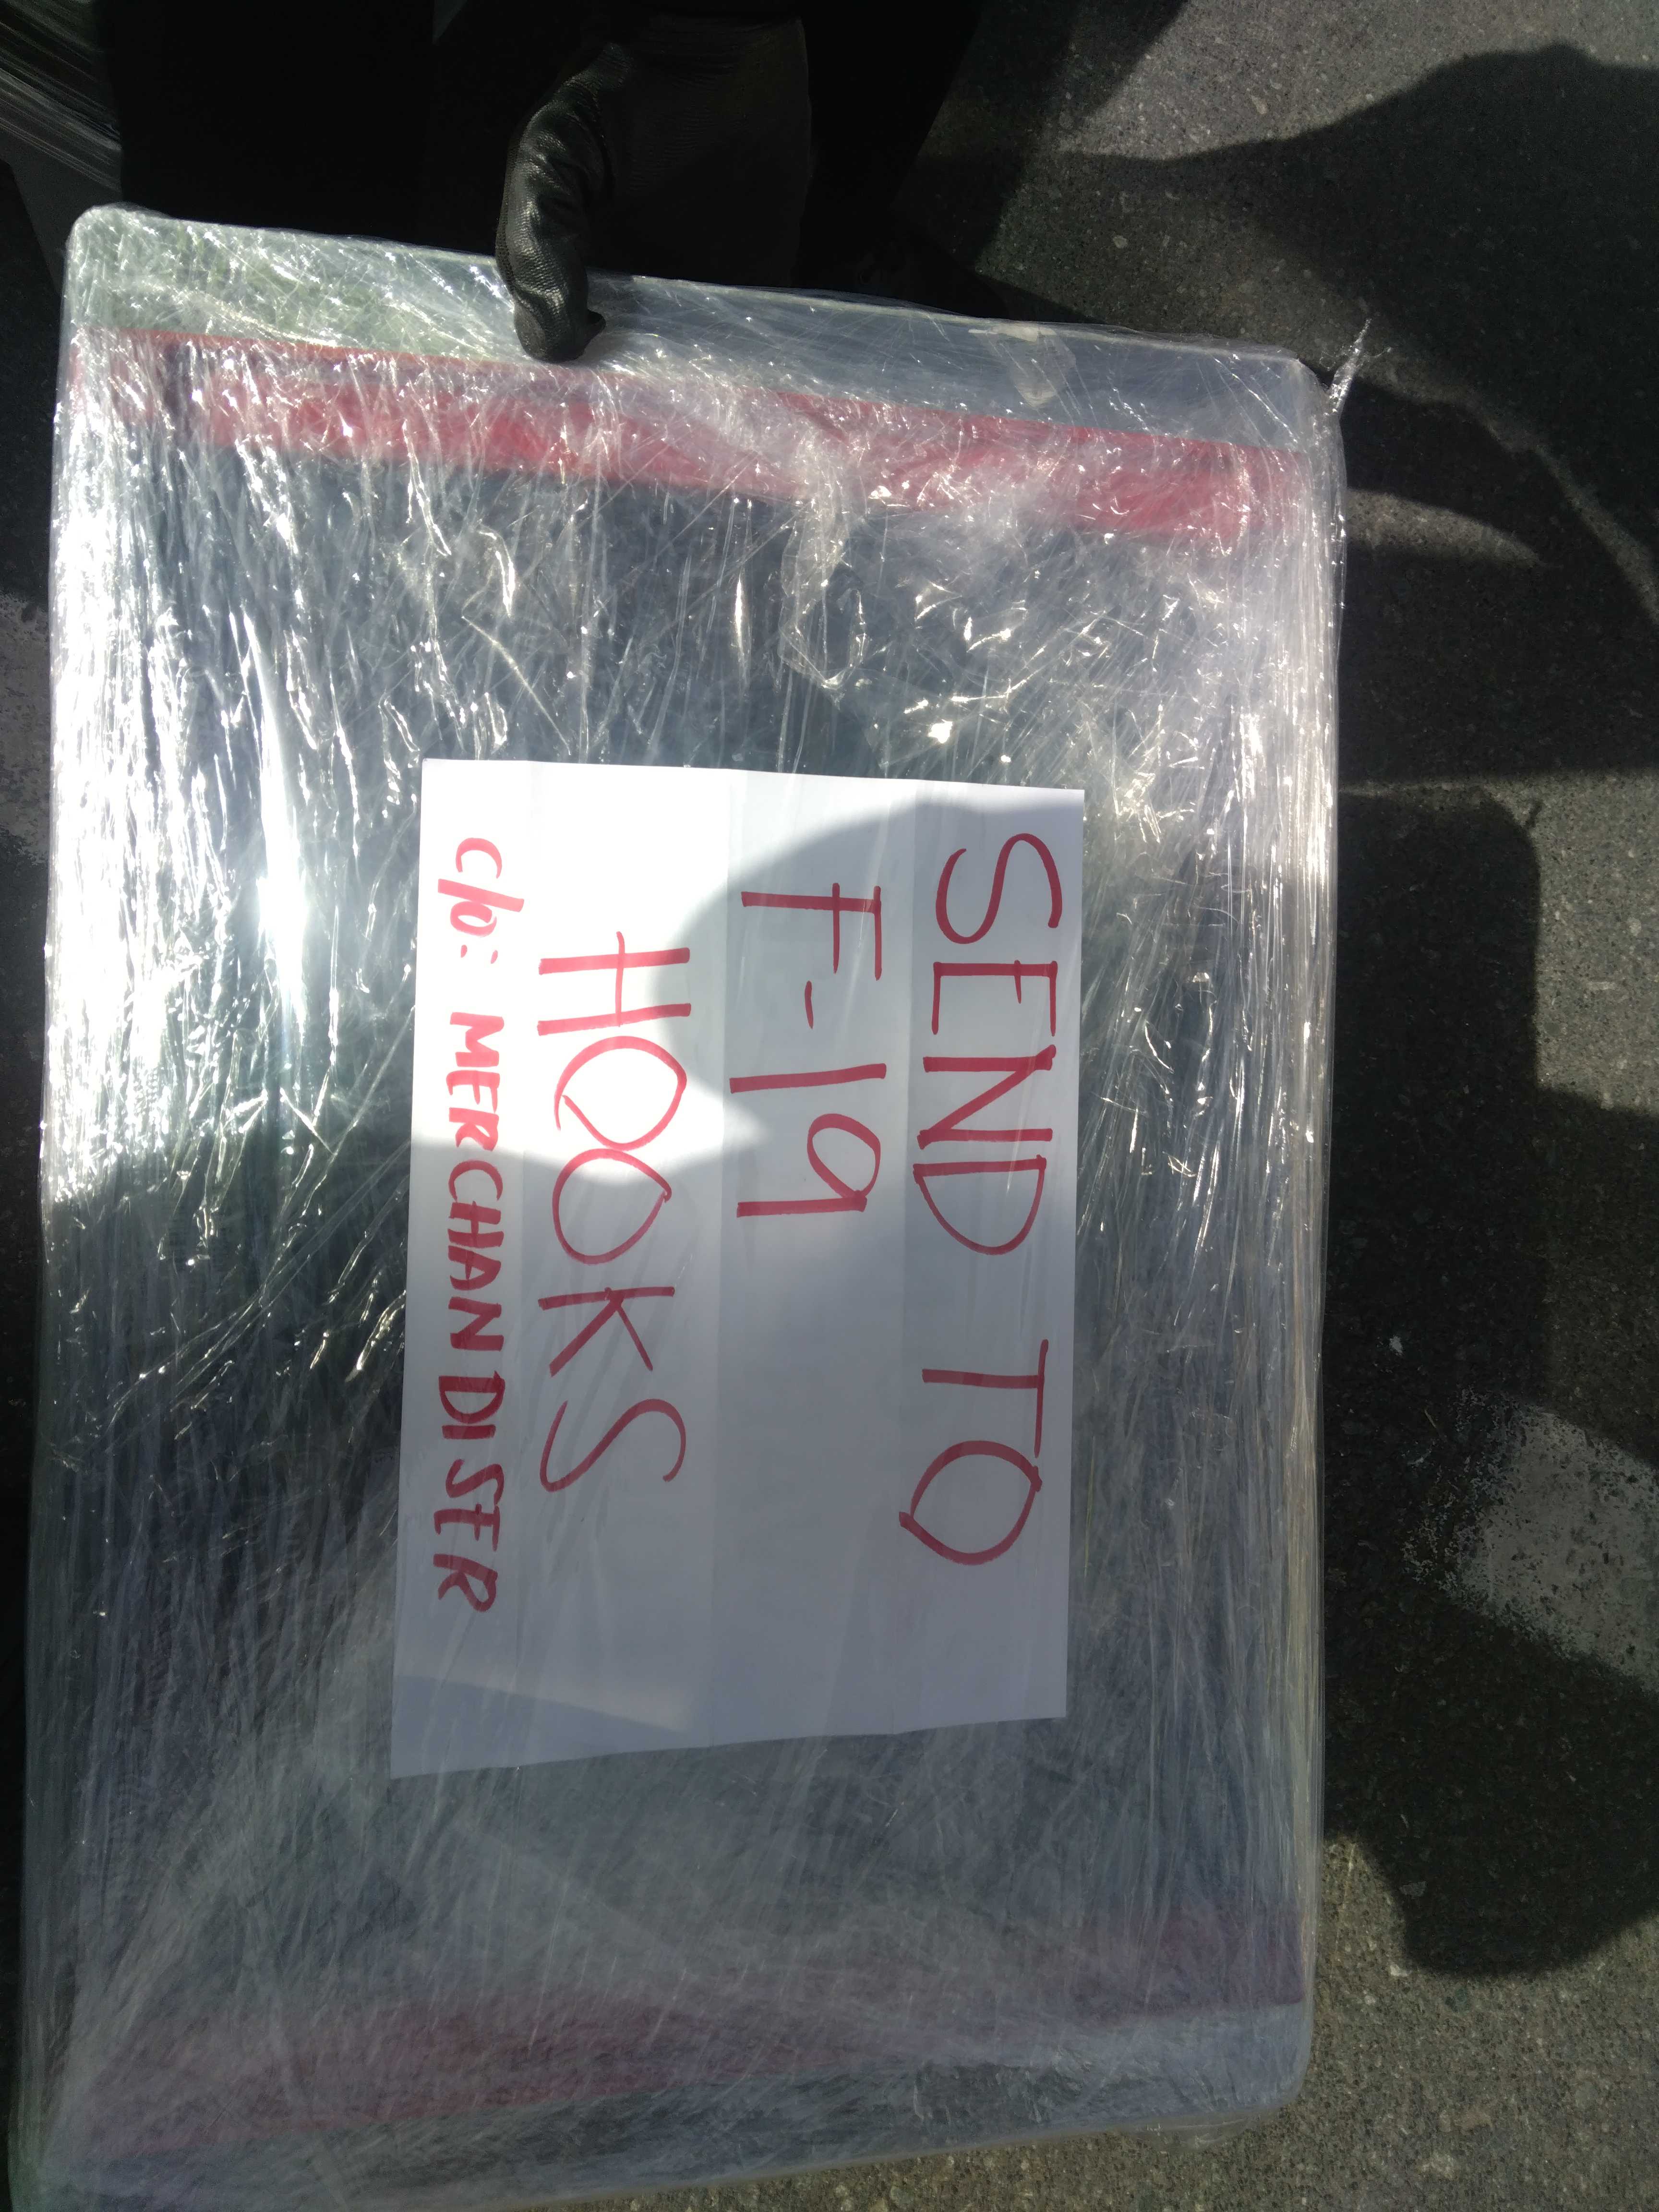 SEND TO
F-19
HOOKS
c/o: MERCHANDISER